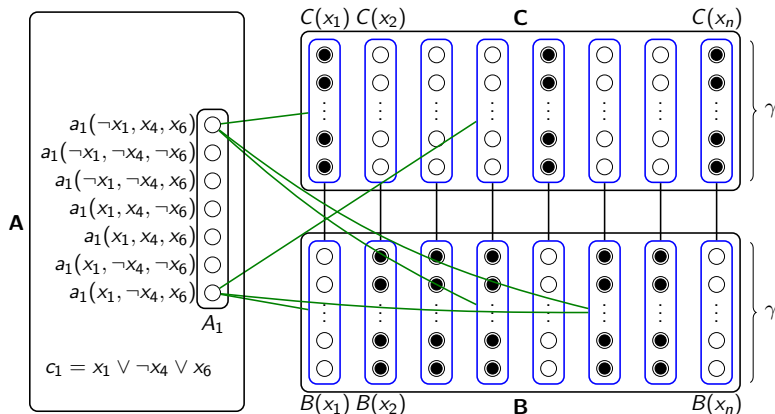 C(x₁) C(x₂) C C(xₙ)
γ
a₁(¬x₁, x₄, x₆)
a₁(¬x₁, ¬x₄, ¬x₆)
a₁(¬x₁, ¬x₄, x₆)
a₁(x₁, x₄, ¬x₆)
A
a₁(x₁, x₄, x₆)
a₁(x₁, ¬x₄, ¬x₆)
a₁(x₁, ¬x₄, x₆)
A₁
γ
c₁ = x₁ ∨ ¬x₄ ∨ x₆
B(x₁) B(x₂) B B(xₙ)